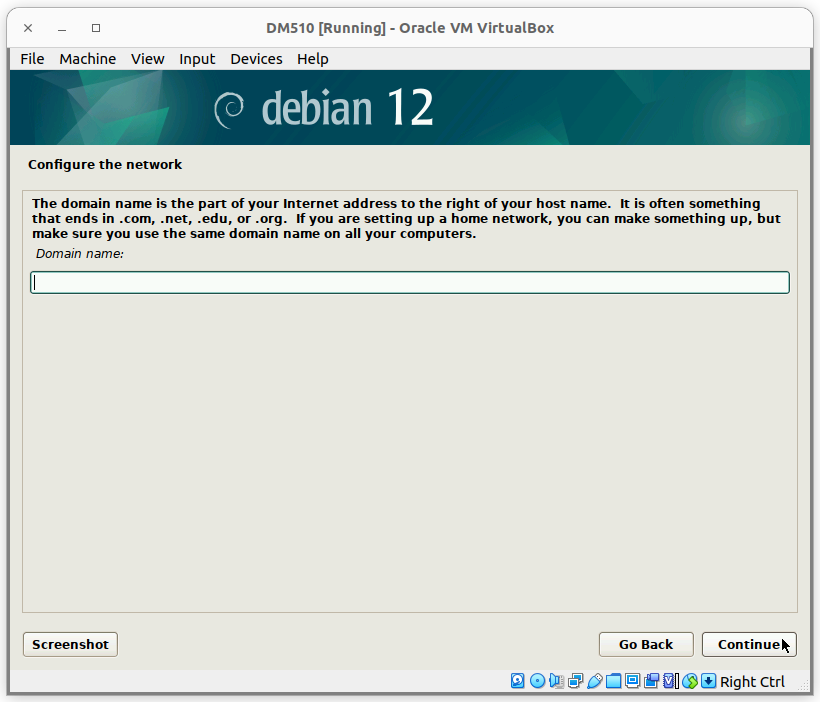 DM510 [Running] - Oracle VM VirtualBox
File Machine View Input Devices Help
debian 12
Configure the network
The domain name is the part of your Internet address to the right of your host name.  It is often something
that ends in .com, .net, .edu, or .org.  If you are setting up a home network, you can make something up, but
make sure you use the same domain name on all your computers.
Domain name:
Screenshot
Go Back
Continue
Right Ctrl